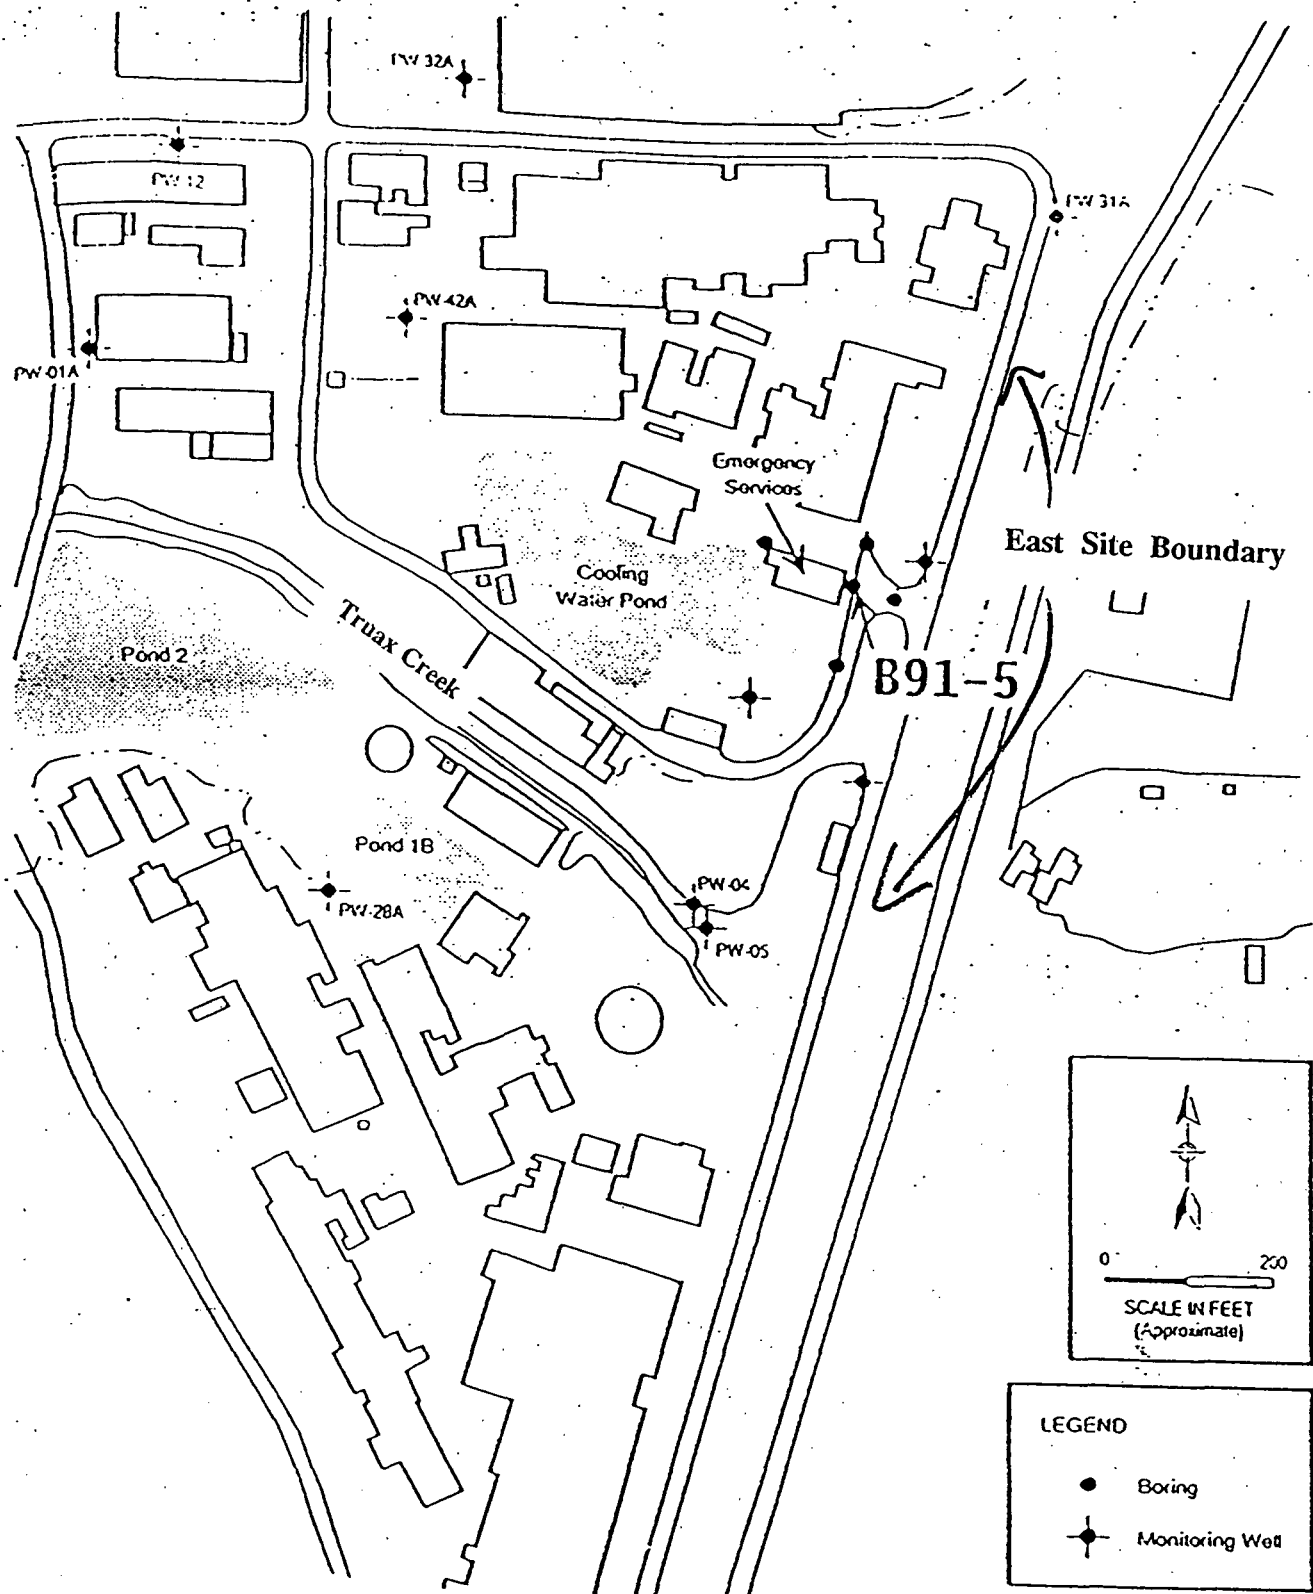 PW-32A
PW-12
PW-31A
PW-42A
PW-01A
Emergency
Services
East Site Boundary
Cooling
Water Pond
Truax Creek
Pond 2
B91-5
Pond 1B
PW-04
PW-28A
PW-05
0
200
SCALE IN FEET
(Approximate)
LEGEND
Boring
Monitoring Well